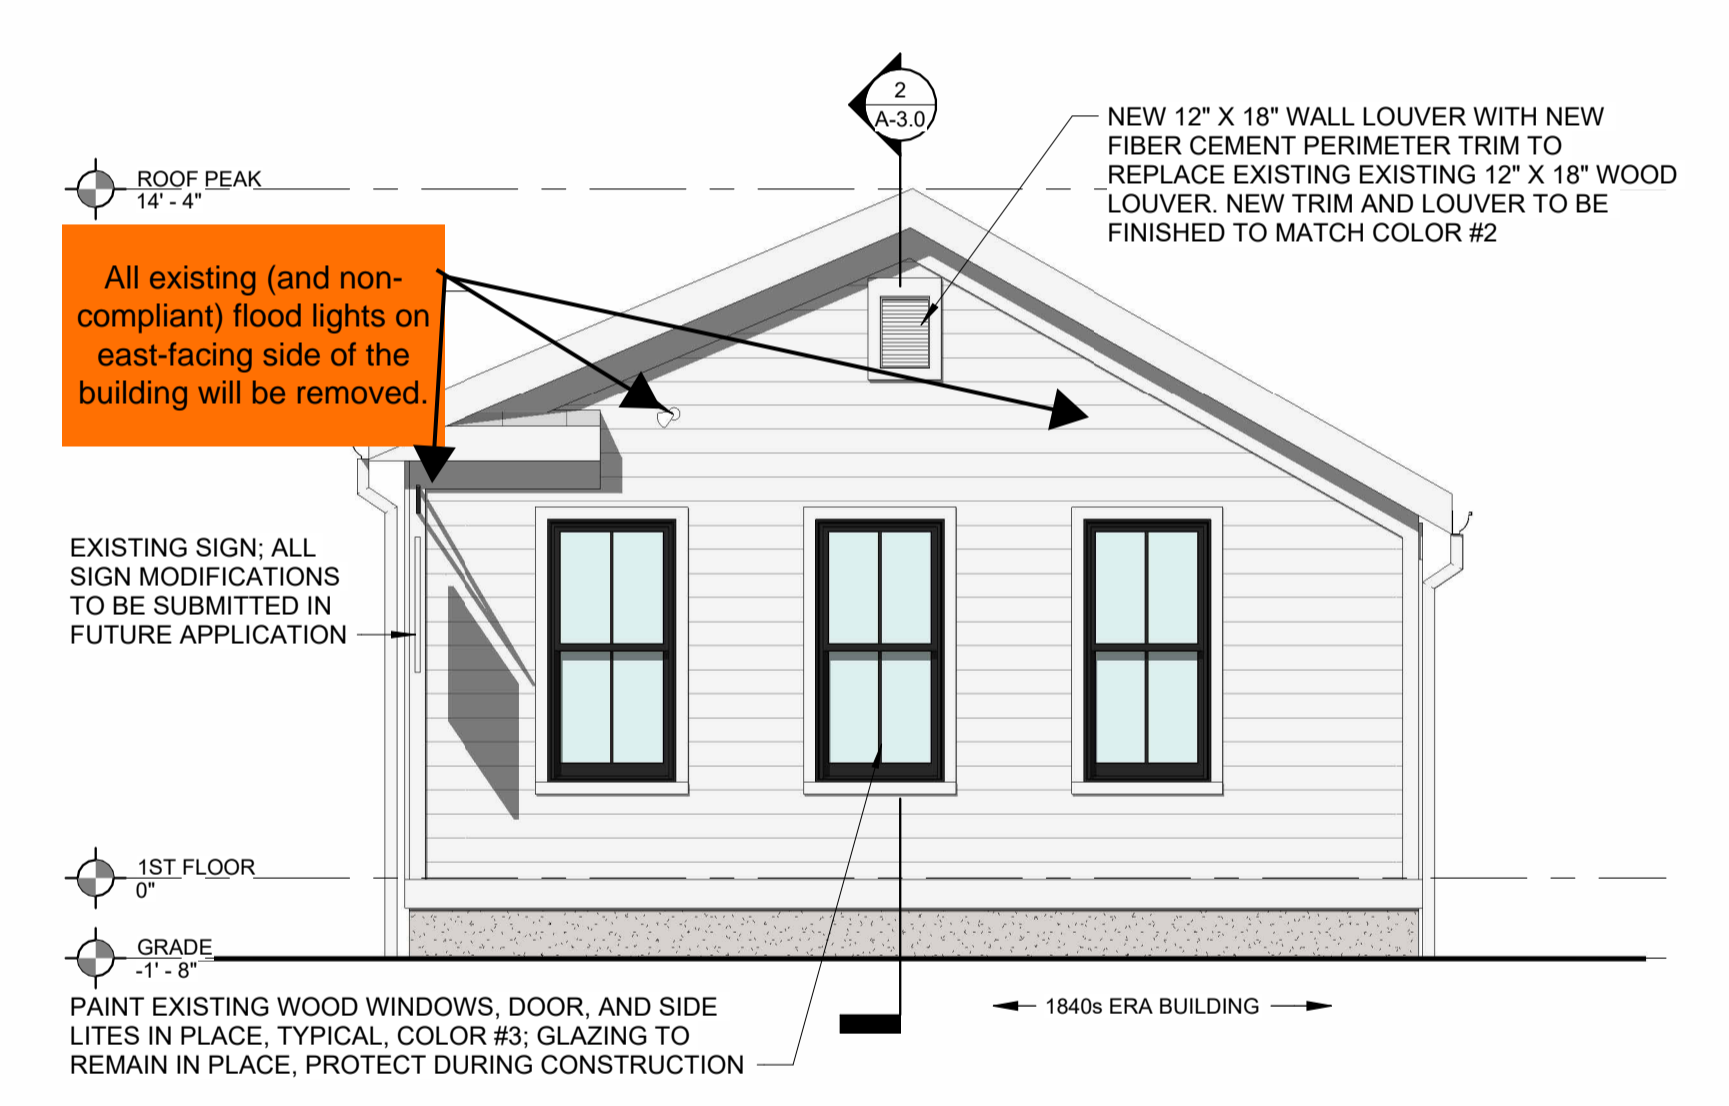 2
A-3.0
NEW 12" X 18" WALL LOUVER WITH NEW
FIBER CEMENT PERIMETER TRIM TO
REPLACE EXISTING EXISTING 12" X 18" WOOD
LOUVER. NEW TRIM AND LOUVER TO BE
FINISHED TO MATCH COLOR #2
ROOF PEAK
14' - 4"
All existing (and non-
compliant) flood lights on
east-facing side of the
building will be removed.
EXISTING SIGN; ALL
SIGN MODIFICATIONS
TO BE SUBMITTED IN
FUTURE APPLICATION
1ST FLOOR
0"
GRADE
-1' - 8"
PAINT EXISTING WOOD WINDOWS, DOOR, AND SIDE
LITES IN PLACE, TYPICAL, COLOR #3; GLAZING TO
REMAIN IN PLACE, PROTECT DURING CONSTRUCTION
1840s ERA BUILDING